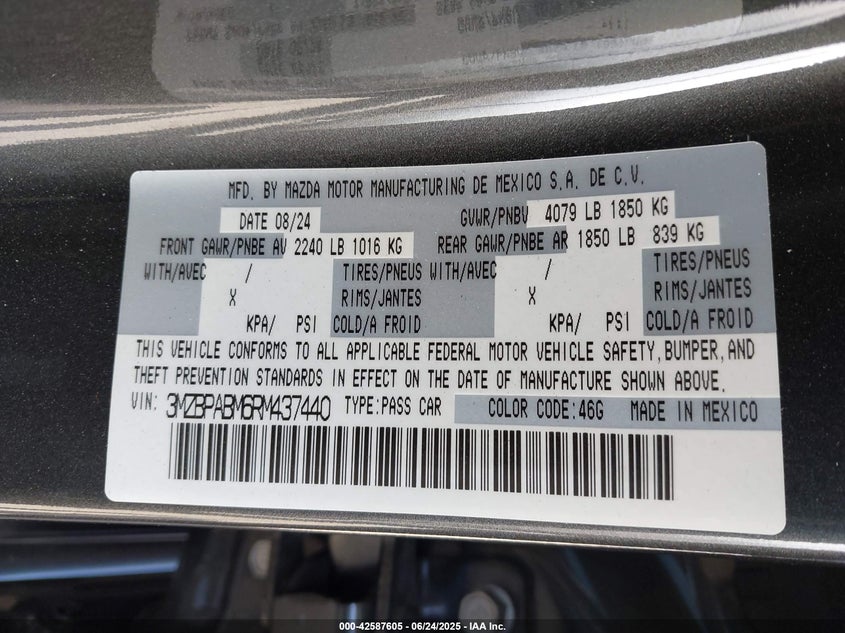 MFD. BY MAZDA MOTOR MANUFACTURING DE MEXICO S.A. DE C.V.
DATE 08/24 GVWR/PNBV 4079 LB 1850 KG
FRONT GAWR/PNBE AV 2240 LB 1016 KG REAR GAWR/PNBE AR 1850 LB 839 KG
WITH/AVEC / TIRES/PNEUS WITH/AVEC / TIRES/PNEUS
X RIMS/JANTES X RIMS/JANTES
KPA/ PSI COLD/A FROID KPA/ PSI COLD/A FROID
THIS VEHICLE CONFORMS TO ALL APPLICABLE FEDERAL MOTOR VEHICLE SAFETY, BUMPER, AND
THEFT PREVENTION STANDARDS IN EFFECT ON THE DATE OF MANUFACTURE SHOWN ABOVE.
VIN: 3MZBPABM6RM437440 TYPE:PASS CAR COLOR CODE:46G MADE IN MEXICO
000-42587605 - 06/24/2025 - IAA Inc.